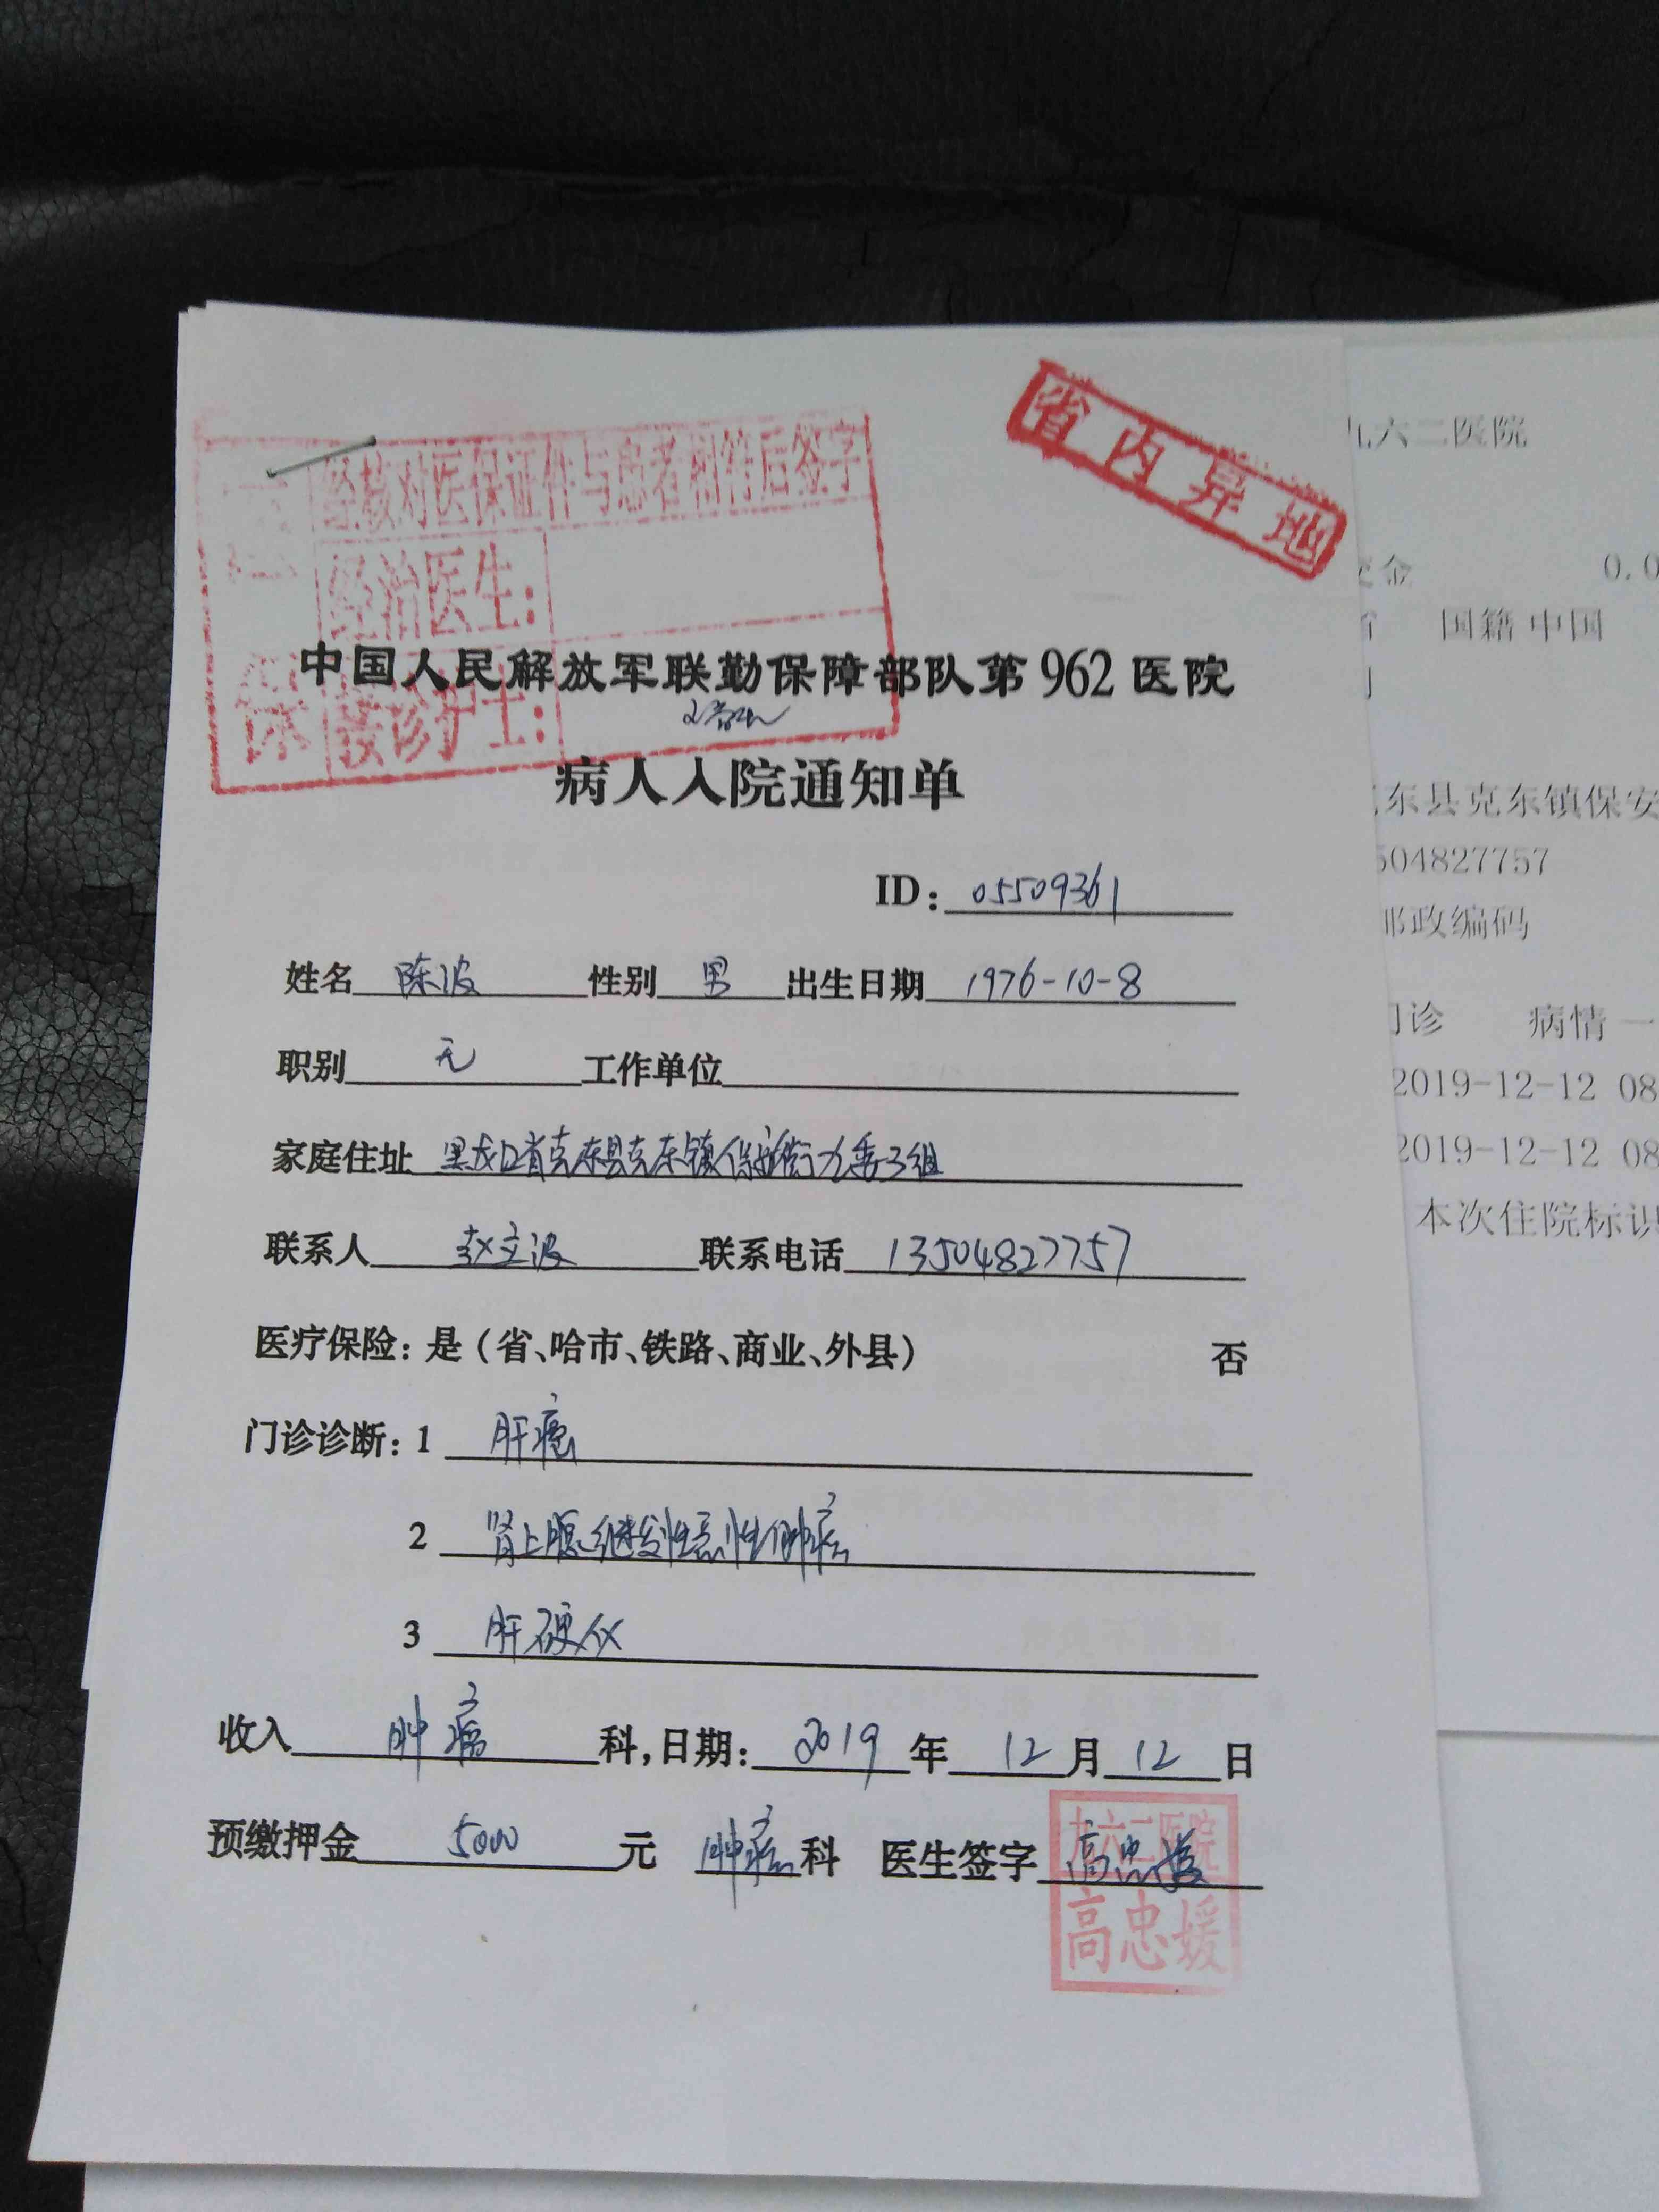 省内异地
经核对医保证件与患者相符后签字
经治医生:
保
接诊护士:
中国人民解放军联勤保障部队第962医院
病人入院通知单
ID: 05509361
姓名 陈波 性别 男 出生日期 1976-10-8
职别 无 工作单位
家庭住址 黑龙江省克东县克东镇保安街九委3组
联系人 赵立波 联系电话 13504827757
医疗保险: 是(省、哈市、铁路、商业、外县) 否
门诊诊断: 1 肝癌
2 肾上腺继发性恶性肿瘤
3 肝硬化
收入 肿瘤 科, 日期: 2019 年 12 月 12 日
预缴押金 5000 元 肿瘤科 医生签字 高忠媛
九六二医院
高忠媛
九六二医院
金 0.0
国籍 中国
东县克东镇保安
504827757
邮政编码
门诊 病情 一
2019-12-12 08
2019-12-12 08
本次住院标识